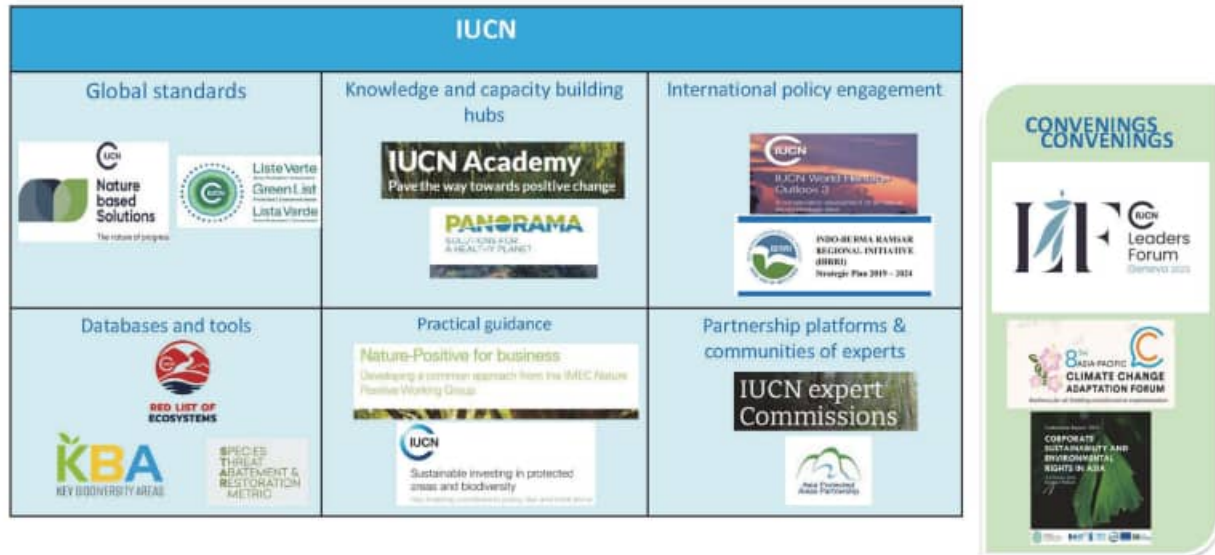 IUCN
Global standards
IUCN
Nature
based
Solutions
The nature of progress
IUCN
Liste Verte
Green List
Lista Verde
Knowledge and capacity building
hubs
IUCN Academy
Pave the way towards positive change
PANORAMA
SOLUTIONS FOR
A HEALTHY PLANET
International policy engagement
IUCN
IUCN World Heritage
Outlook 3
INDO-BURMA RAMSAR
REGIONAL INITIATIVE
(IBRRI)
Strategic Plan 2019 – 2024
Databases and tools
RED LIST OF
ECOSYSTEMS
KBA
KEY BIODIVERSITY AREAS
SPECIES
THREAT
ABATEMENT &
RESTORATION
METRIC
Practical guidance
Nature-Positive for business
Developing a common approach from the IMEC Nature
Positive Working Group
IUCN
Sustainable investing in protected
areas and biodiversity
Partnership platforms &
communities of experts
IUCN expert
Commissions
Asia Protected
Areas Partnership
CONVENINGS
CONVENINGS
LF
IUCN
Leaders
Forum
Geneva
8TH
ASIA-PACIFIC
CLIMATE CHANGE
ADAPTATION FORUM
CORPORATE
SUSTAINABILITY AND
ENVIRONMENTAL
RIGHTS IN ASIA